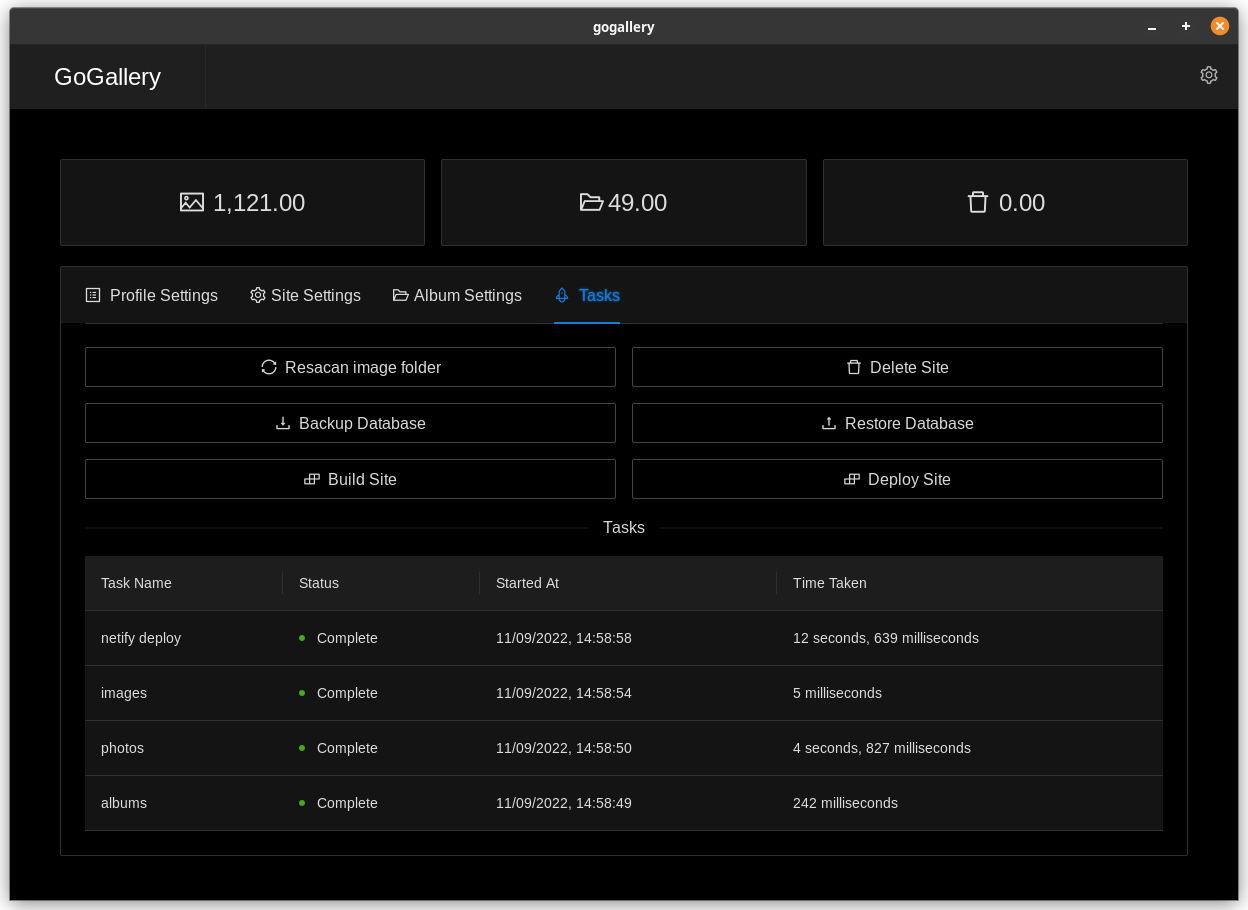 gogallery
GoGallery
1,121.00
49.00
0.00
Profile Settings Site Settings Album Settings Tasks
Resacan image folder Delete Site
Backup Database Restore Database
Build Site Deploy Site
Tasks
Task Name Status Started At Time Taken
netify deploy Complete 11/09/2022, 14:58:58 12 seconds, 639 milliseconds
images Complete 11/09/2022, 14:58:54 5 milliseconds
photos Complete 11/09/2022, 14:58:50 4 seconds, 827 milliseconds
albums Complete 11/09/2022, 14:58:49 242 milliseconds